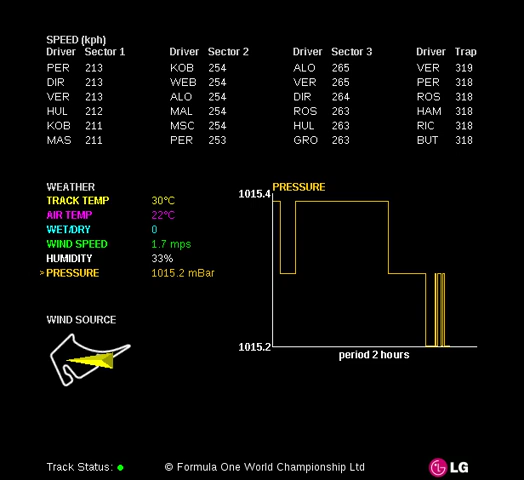 SPEED (kph)
Driver Sector 1 Driver Sector 2 Driver Sector 3 Driver Trap
PER 213 KOB 254 ALO 265 VER 319
DIR 213 WEB 254 VER 265 PER 318
VER 213 ALO 254 DIR 264 ROS 318
HUL 212 MAL 254 ROS 263 HAM 318
KOB 211 MSC 254 HUL 263 RIC 318
MAS 211 PER 253 GRO 263 BUT 318
WEATHER
TRACK TEMP 30°C
AIR TEMP 22°C
WET/DRY 0
WIND SPEED 1.7 mps
HUMIDITY 33%
>PRESSURE 1015.2 mBar
PRESSURE
1015.4
1015.2
period 2 hours
WIND SOURCE
Track Status: © Formula One World Championship Ltd LG